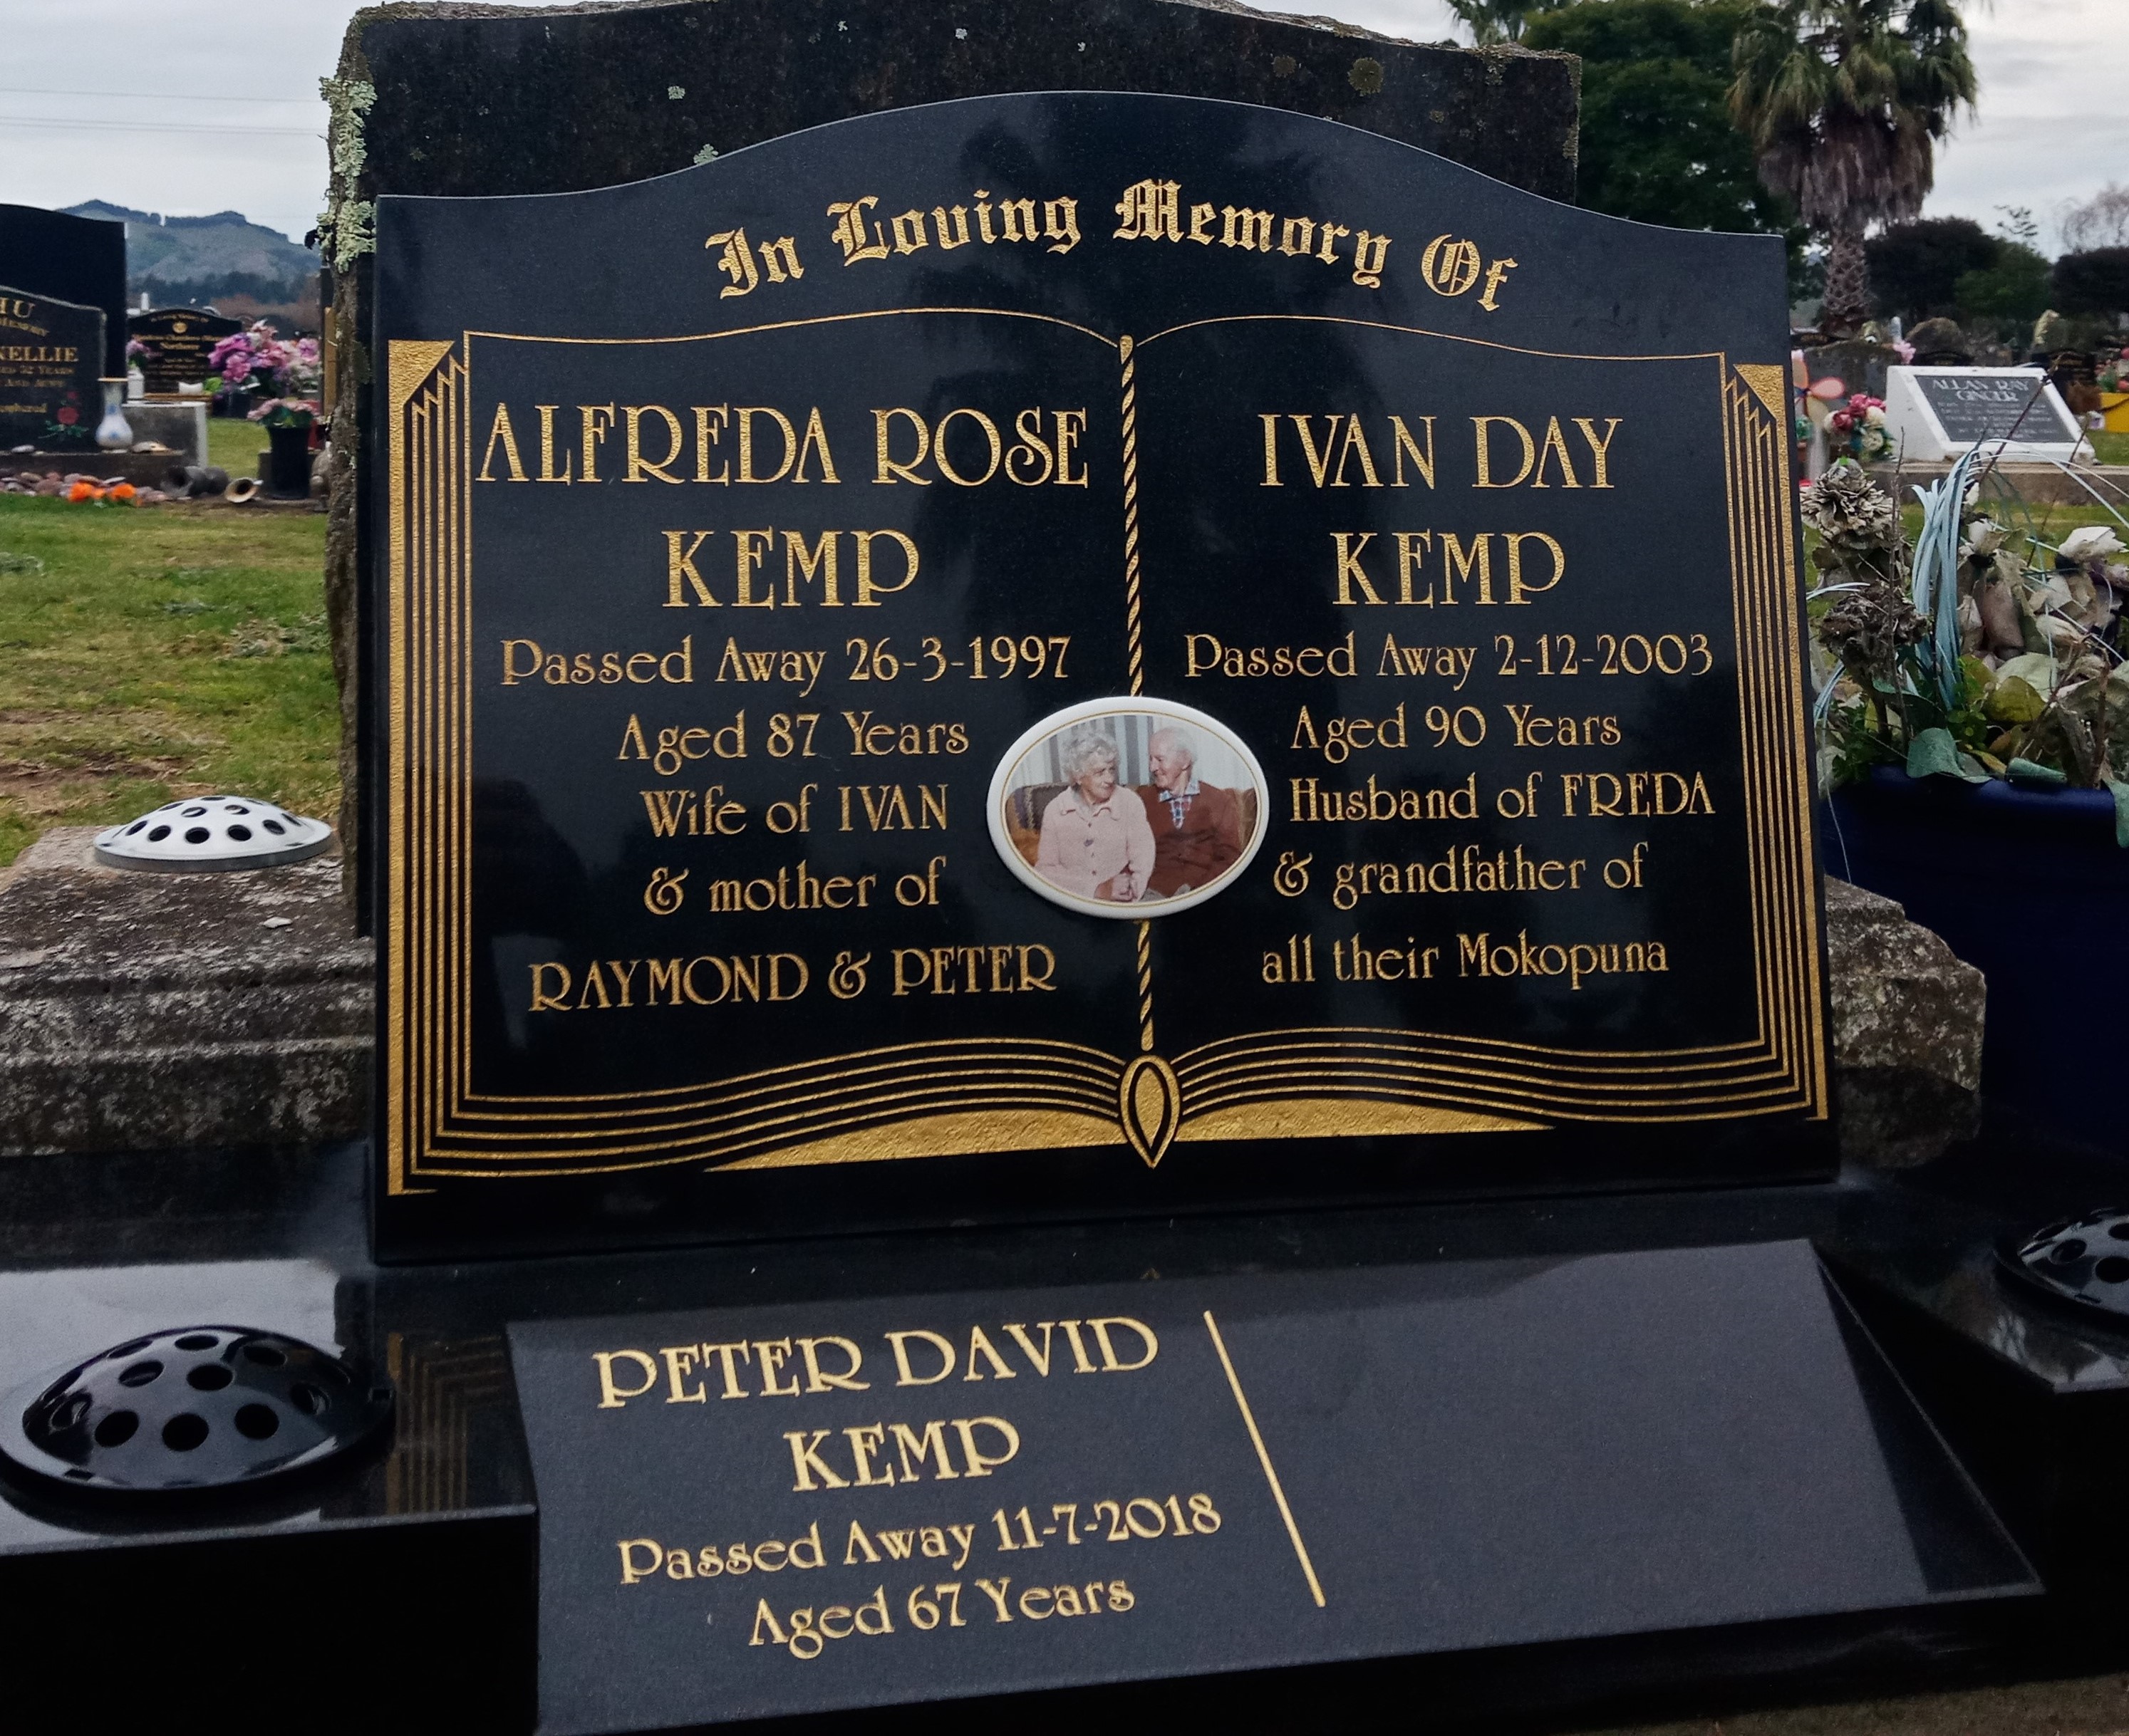 In Loving Memory Of
ALFREDA ROSE
KEMP
Passed Away 26-3-1997
Aged 87 Years
Wife of IVAN
& mother of
RAYMOND & PETER
IVAN DAY
KEMP
Passed Away 2-12-2003
Aged 90 Years
Husband of FREDA
& grandfather of
all their Mokopuna
PETER DAVID
KEMP
Passed Away 11-7-2018
Aged 67 Years
NELLIE
ALLAN RAY
GINGER